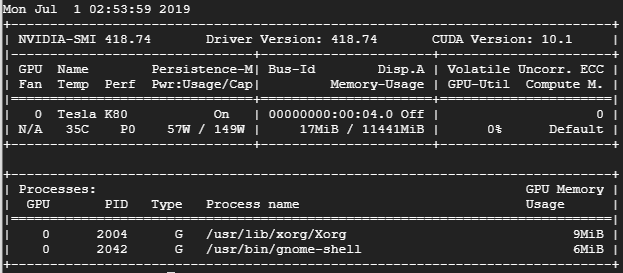 Mon Jul  1 02:53:59 2019
+-----------------------------------------------------------------------------+
| NVIDIA-SMI 418.74       Driver Version: 418.74       CUDA Version: 10.1     |
|-------------------------------+----------------------+----------------------+
| GPU  Name        Persistence-M| Bus-Id        Disp.A | Volatile Uncorr. ECC |
| Fan  Temp  Perf  Pwr:Usage/Cap|         Memory-Usage | GPU-Util  Compute M. |
|===============================+======================+======================|
|   0  Tesla K80           On   | 00000000:00:04.0 Off |                    0 |
| N/A   35C    P0    57W / 149W |     17MiB / 11441MiB |      0%      Default |
+-------------------------------+----------------------+----------------------+

+-----------------------------------------------------------------------------+
| Processes:                                                       GPU Memory |
|  GPU       PID   Type   Process name                             Usage      |
|=============================================================================|
|    0      2004      G   /usr/lib/xorg/Xorg                             9MiB |
|    0      2042      G   /usr/bin/gnome-shell                           6MiB |
+-----------------------------------------------------------------------------+